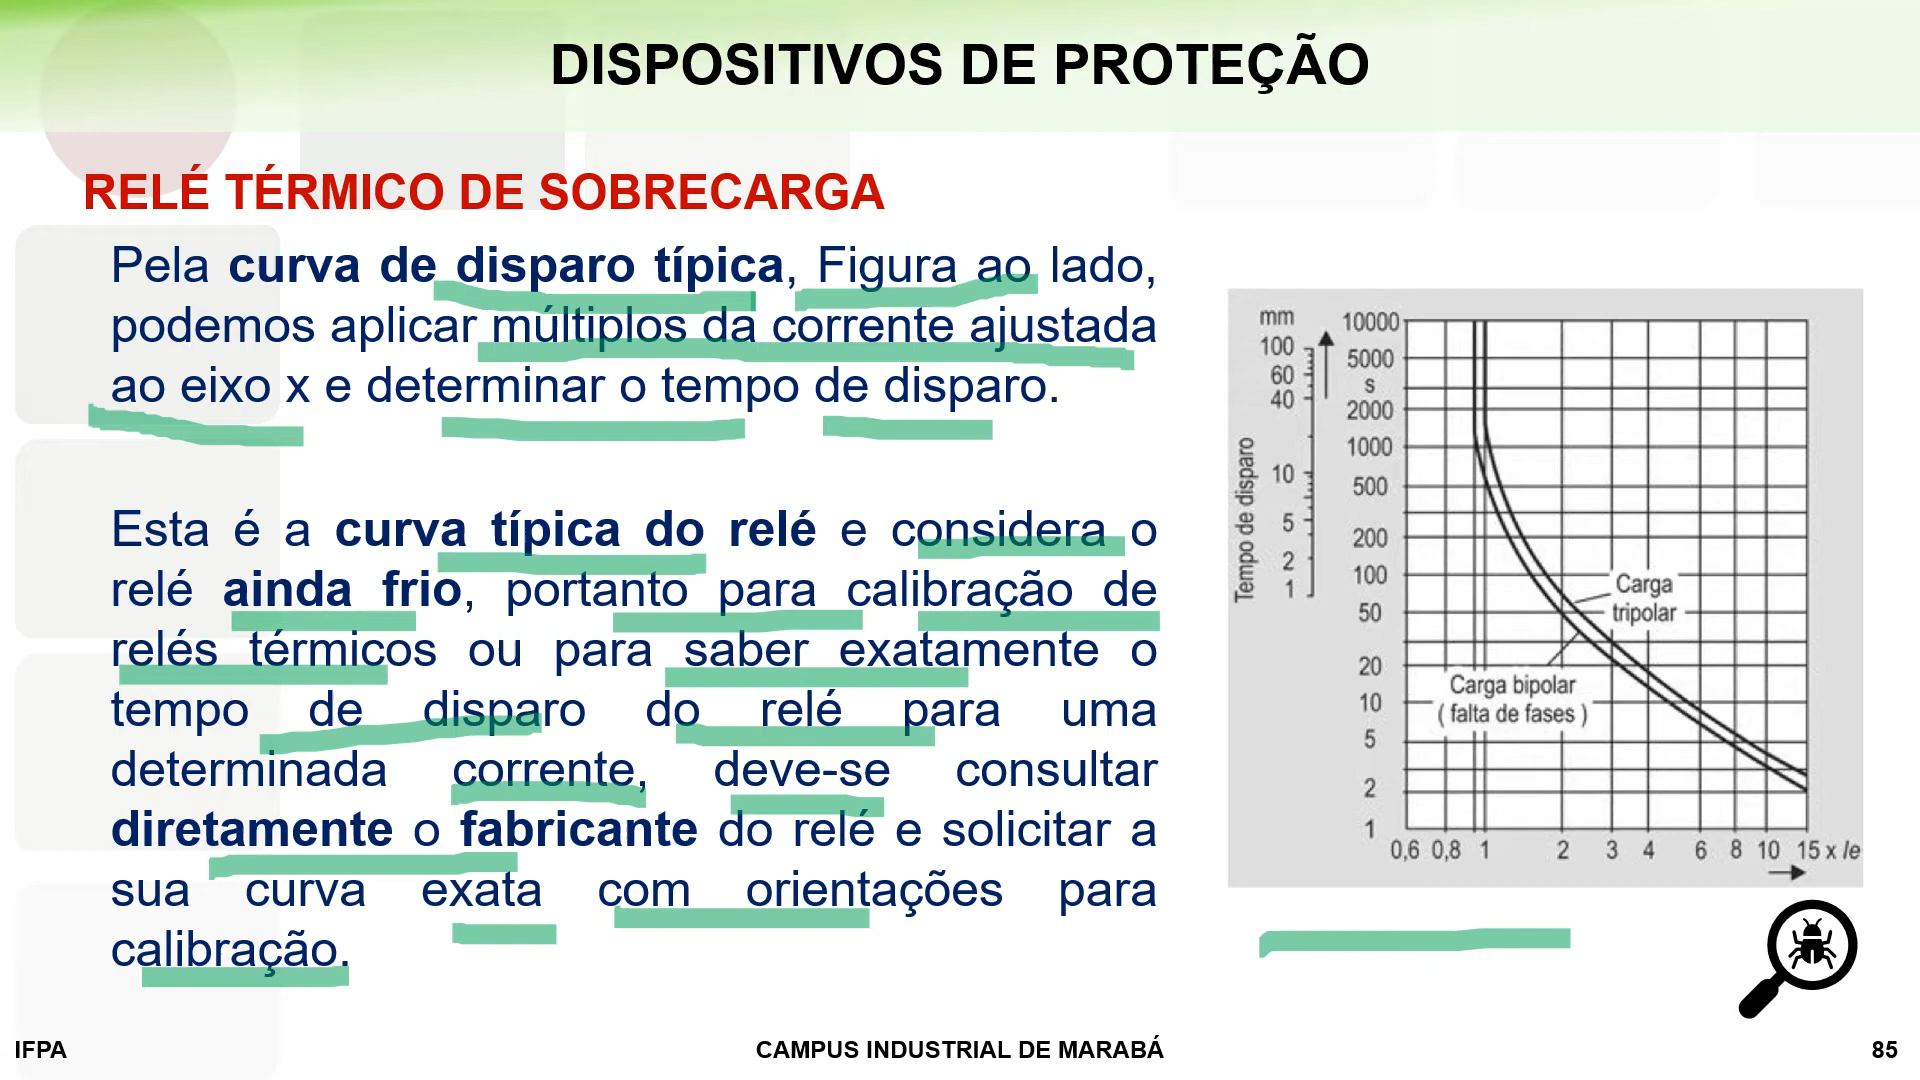 DISPOSITIVOS DE PROTEÇÃO
RELÉ TÉRMICO DE SOBRECARGA
Pela curva de disparo típica, Figura ao lado,
podemos aplicar múltiplos da corrente ajustada
ao eixo x e determinar o tempo de disparo.
Esta é a curva típica do relé e considera o
relé ainda frio, portanto para calibração de
relés térmicos ou para saber exatamente o
tempo de disparo do relé para uma
determinada corrente, deve-se consultar
diretamente o fabricante do relé e solicitar a
sua curva exata com orientações para
calibração.
Tempo de disparo
mm
100
60
40
10
5
2
1
10000
5000
s
2000
1000
500
200
100
50
20
10
5
2
1
Carga
tripolar
Carga bipolar
( falta de fases )
0,6 0,8 1 2 3 4 6 8 10 15 x Ie
IFPA
CAMPUS INDUSTRIAL DE MARABÁ
85